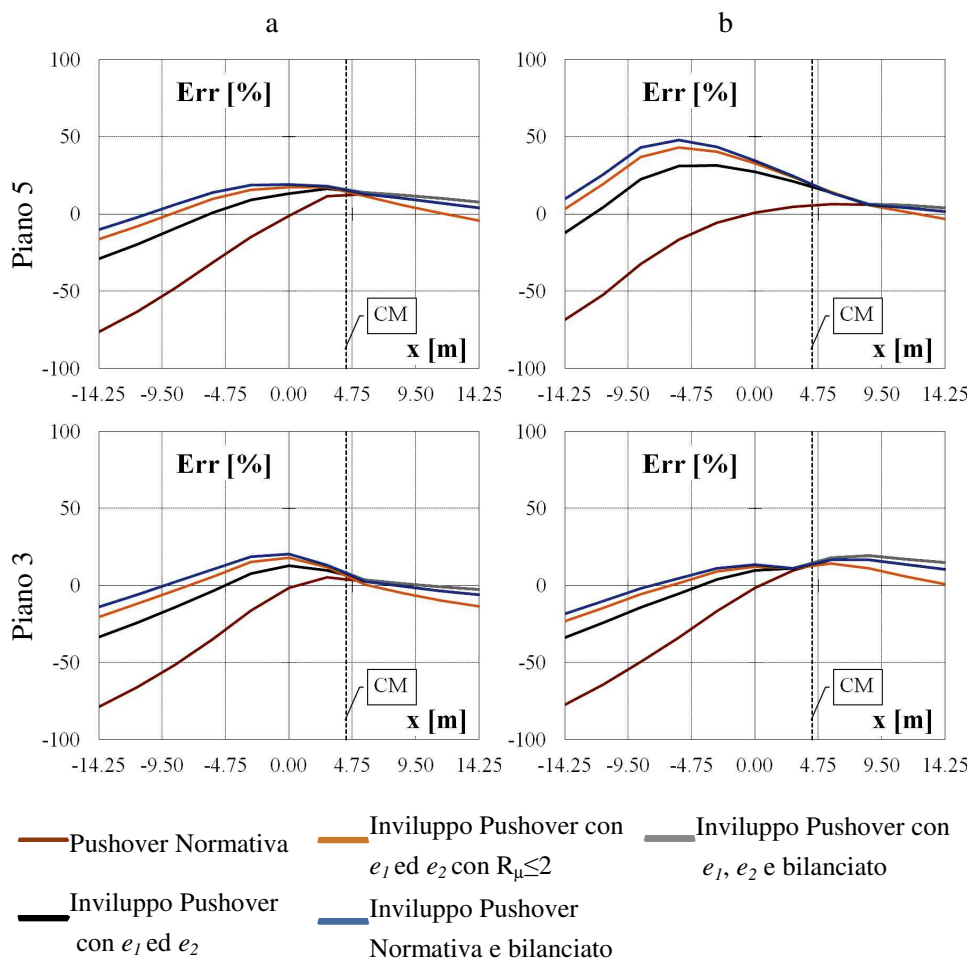 a
b
Piano 5
100
50
0
-50
-100
Err [%]
CM
x [m]
-14.25 -9.50 -4.75 0.00 4.75 9.50 14.25
100
50
0
-50
-100
Err [%]
CM
x [m]
-14.25 -9.50 -4.75 0.00 4.75 9.50 14.25
Piano 3
100
50
0
-50
-100
Err [%]
CM
x [m]
-14.25 -9.50 -4.75 0.00 4.75 9.50 14.25
100
50
0
-50
-100
Err [%]
CM
x [m]
-14.25 -9.50 -4.75 0.00 4.75 9.50 14.25
Pushover Normativa
Inviluppo Pushover con
e1 ed e2 con Rμ≤2
Inviluppo Pushover con
e1, e2 e bilanciato
Inviluppo Pushover
con e1 ed e2
Inviluppo Pushover
Normativa e bilanciato